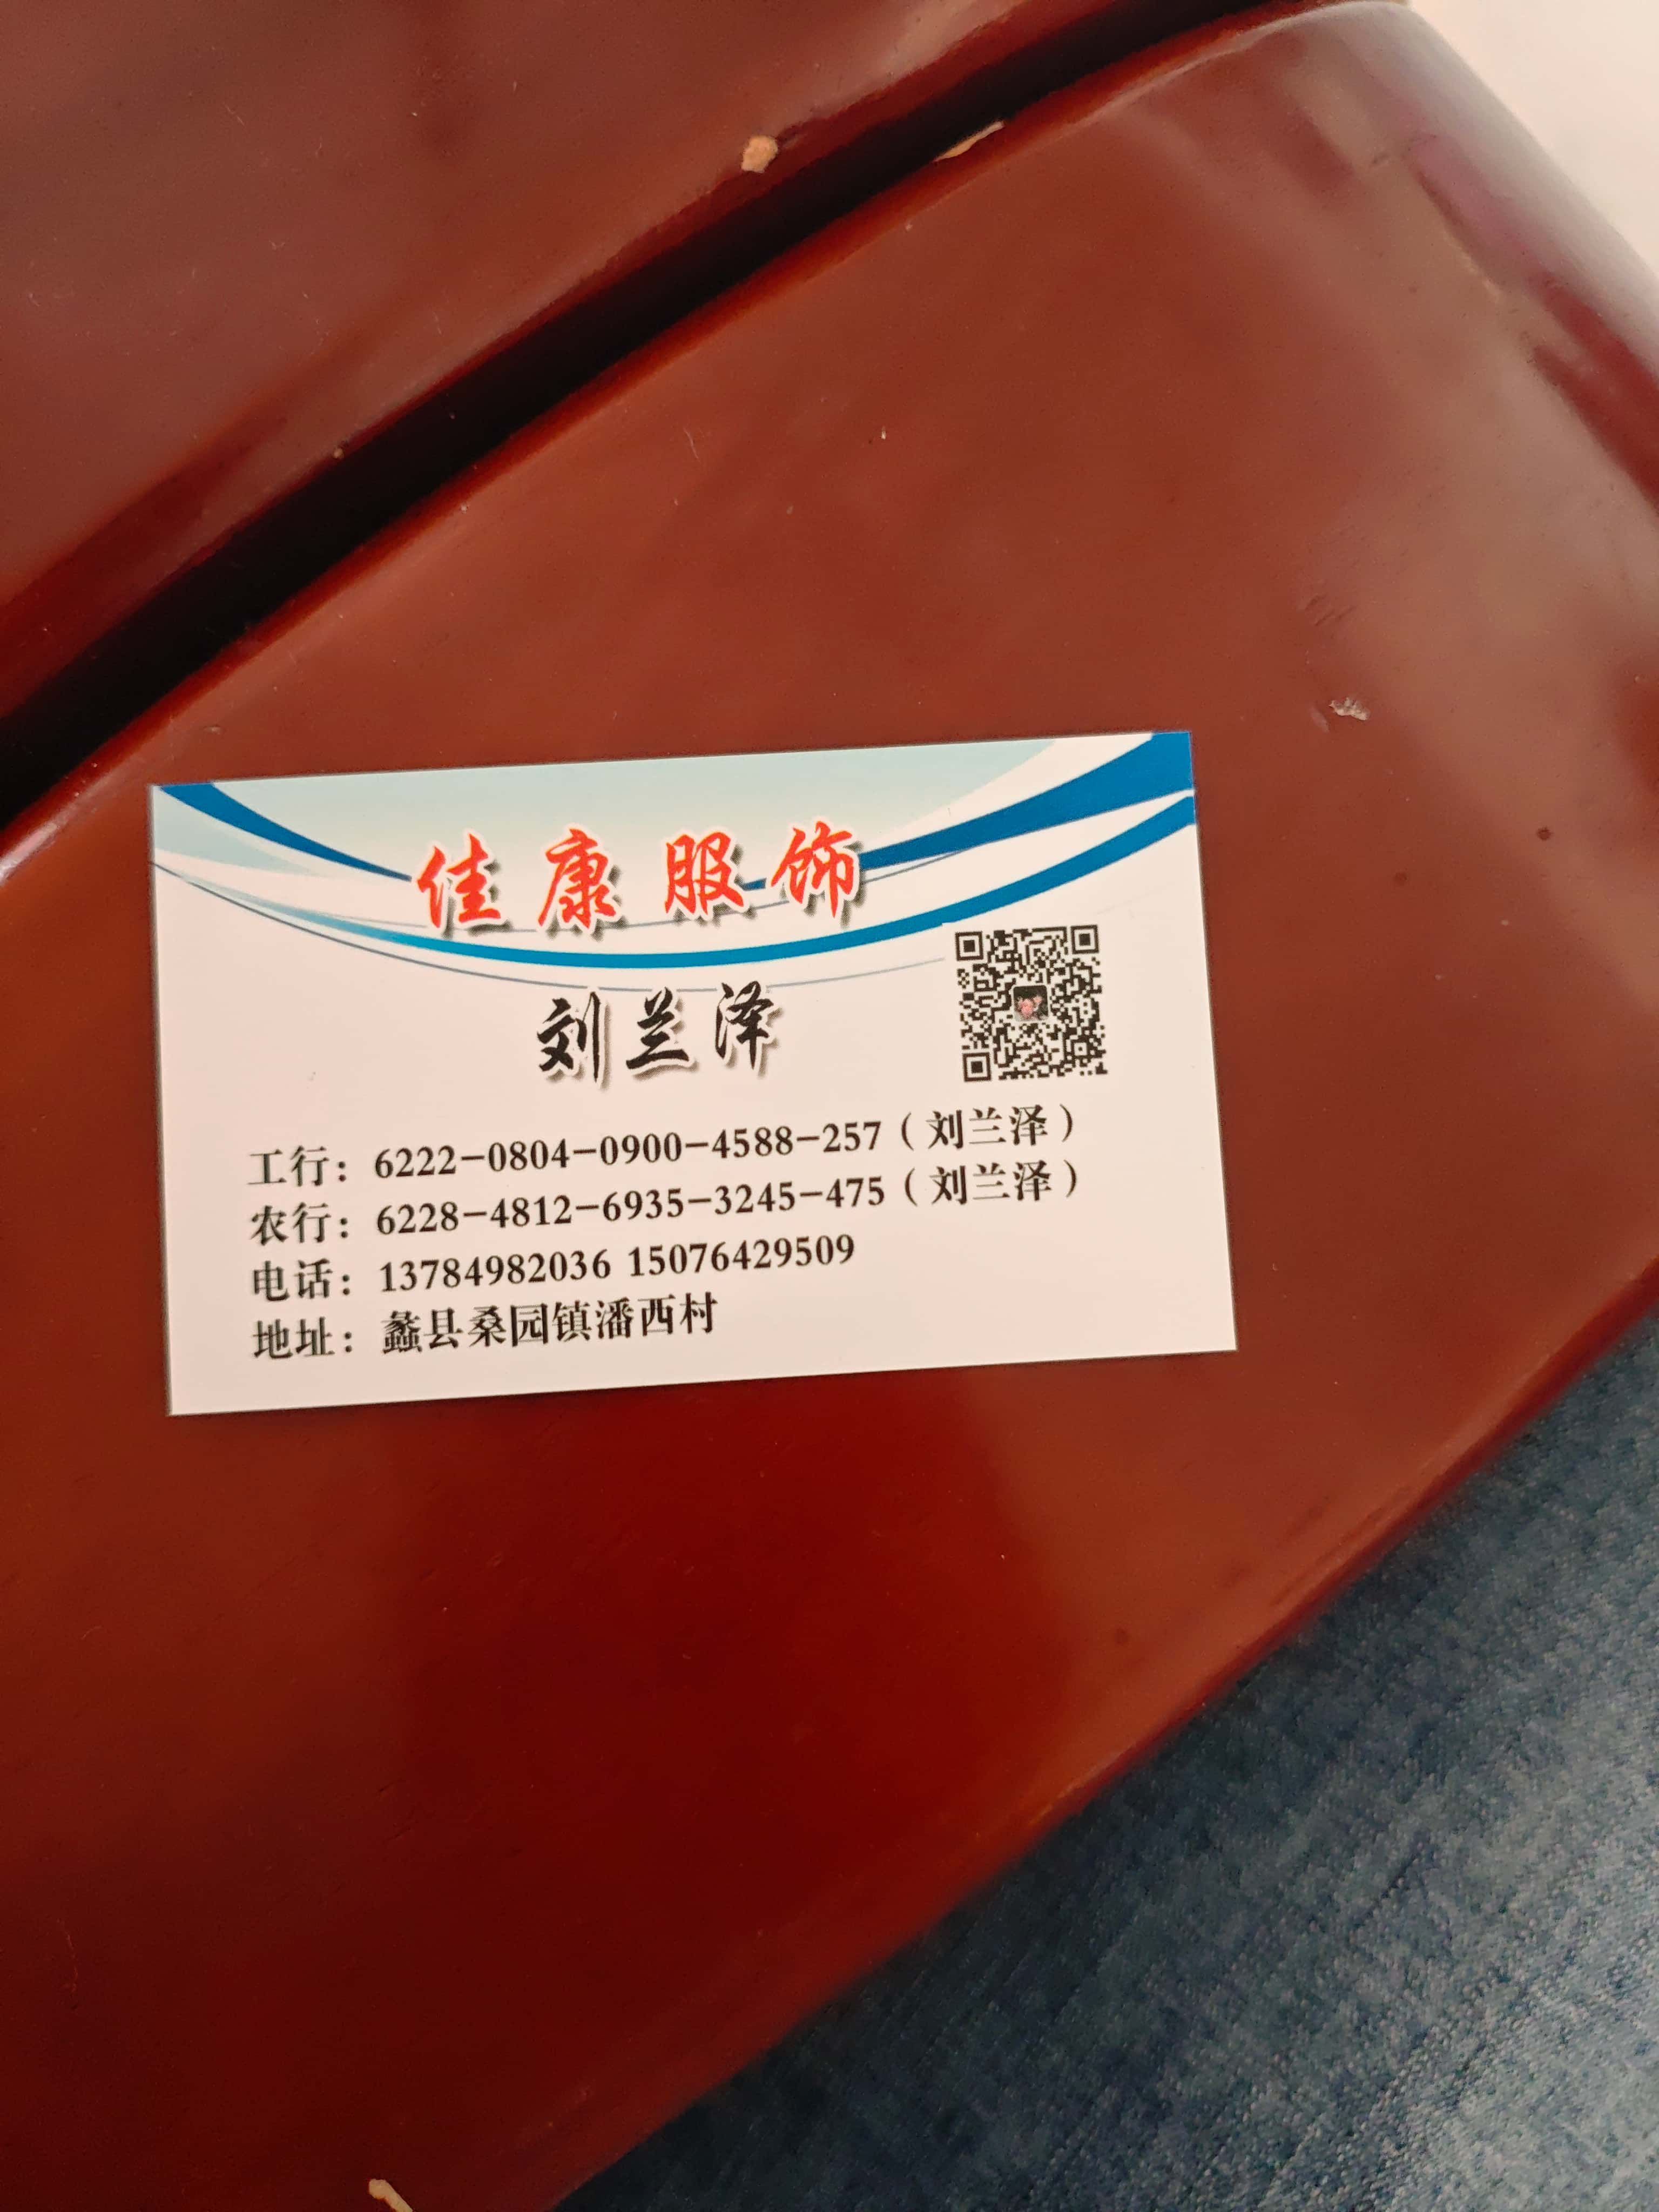 佳康服饰
刘兰泽
工行：6222-0804-0900-4588-257（刘兰泽）
农行：6228-4812-6935-3245-475（刘兰泽）
电话：13784982036 15076429509
地址：蠡县桑园镇潘西村